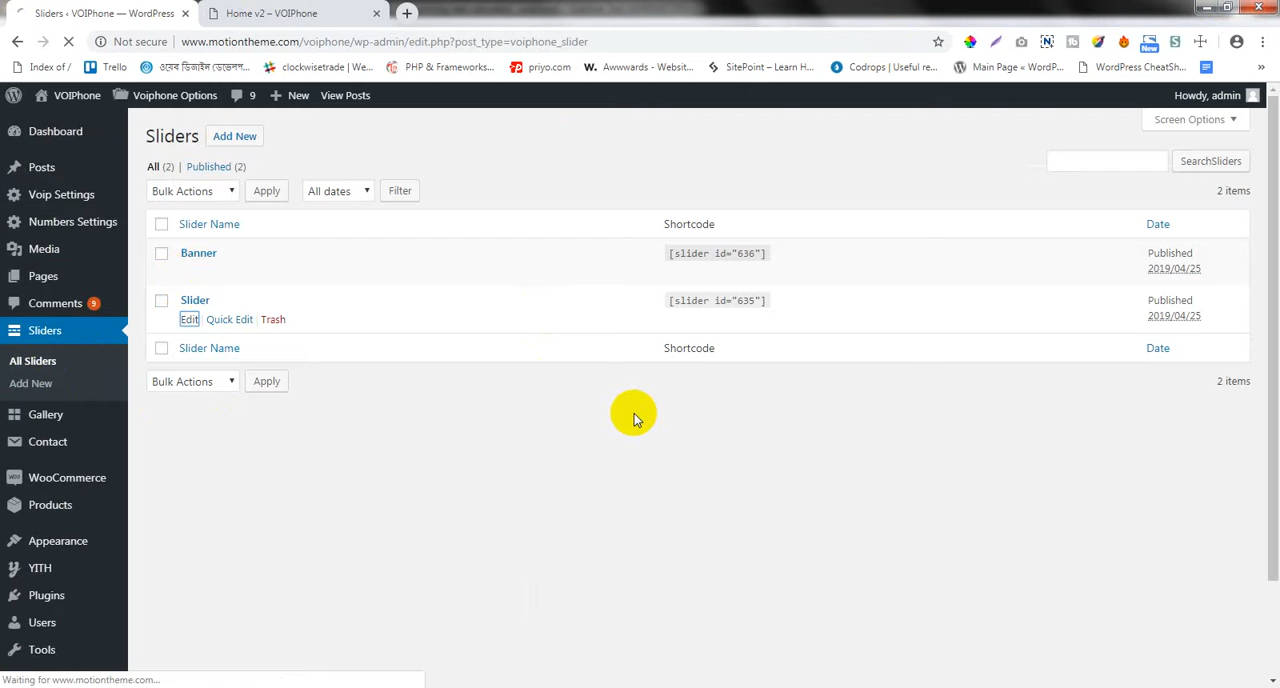 Sliders ‹ VOIPhone — WordPress
Home v2 – VOIPhone
Not secure
www.motiontheme.com/voiphone/wp-admin/edit.php?post_type=voiphone_slider
Index of /
Trello
ওয়েব ডিজাইন ডেভেলপ...
clockwisetrade | We...
PHP & Frameworks...
priyo.com
W. Awwwards - Websit...
SitePoint – Learn H...
Codrops | Useful re...
Main Page « WordP...
WordPress CheatSh...
»
New
VOIPhone
Voiphone Options
9
New
View Posts
Howdy, admin
Dashboard
Posts
Voip Settings
Numbers Settings
Media
Pages
Comments 9
Sliders
All Sliders
Add New
Gallery
Contact
WooCommerce
Products
Appearance
YITH
Plugins
Users
Tools
Screen Options
Sliders Add New
All (2) | Published (2)
SearchSliders
Bulk Actions Apply All dates Filter
2 items
Slider Name Shortcode Date
Banner [slider id="636"] Published
2019/04/25
Slider [slider id="635"] Published
Edit | Quick Edit | Trash 2019/04/25
Slider Name Shortcode Date
Bulk Actions Apply
2 items
Waiting for www.motiontheme.com...